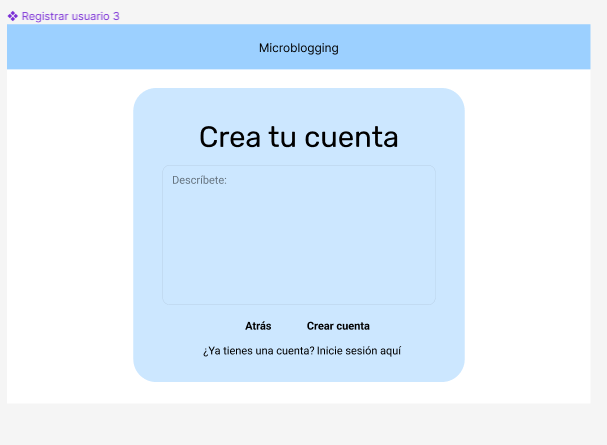 Registrar usuario 3
Microblogging
Crea tu cuenta
Descríbete:
Atrás Crear cuenta
¿Ya tienes una cuenta? Inicie sesión aquí